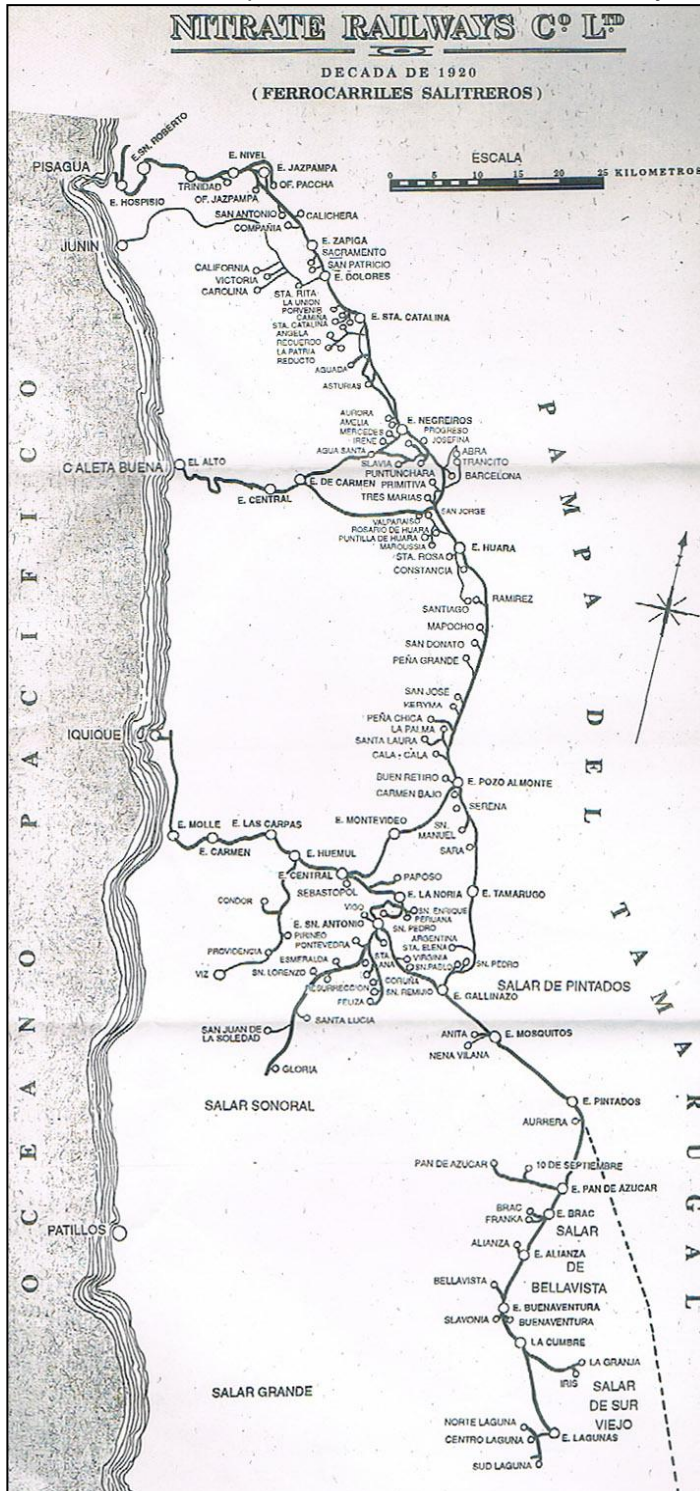 NITRATE RAILWAYS Cº LTD
DECADA DE 1920
(FERROCARRILES SALITREROS)
ESCALA
0 5 10 15 20 25 KILOMETROS
PISAGUA
E.SN. ROBERTO
E. HOSPISIO
TRINIDAD
E. NIVEL
E. JAZPAMPA
OF. JAZPAMPA
OF. PACCHA
SAN ANTONIO
CALICHERA
COMPAÑIA
JUNIN
E. ZAPIGA
SACRAMENTO
SAN PATRICIO
CALIFORNIA
VICTORIA
CAROLINA
E. DOLORES
STA. RITA
LA UNION
PORVENIR
CAMIÑA
STA. CATALINA
E. STA. CATALINA
ANGELA
RECUERDO
LA PATRIA
REDUCTO
AGUADA
ASTURIAS
AURORA
AMELIA
MERCEDES
IRENE
E. NEGREIROS
PROGRESO
JOSEFINA
AGUA SANTA
ABRA
TRANCITO
SLAVIA
BARCELONA
CALETA BUENA
EL ALTO
E. CENTRAL
E. DE CARMEN
PUNTUNCHARA
PRIMITIVA
TRES MARIAS
SAN JORGE
VALPARAISO
ROSARIO DE HUARA
PUNTILLA DE HUARA
MAROUSSIA
E. HUARA
STA. ROSA
CONSTANCIA
RAMIREZ
SANTIAGO
MAPOCHO
SAN DONATO
PEÑA GRANDE
SAN JOSE
KERYMA
PEÑA CHICA
LA PALMA
SANTA LAURA
CALA - CALA
IQUIQUE
BUEN RETIRO
E. POZO ALMONTE
CARMEN BAJO
SERENA
SN. MANUEL
SARA
E. MOLLE
E. LAS CARPAS
E. MONTEVIDEO
E. CARMEN
E. HUEMUL
E. CENTRAL
SEBASTOPOL
PAPOSO
E. LA NORIA
E. TAMARUGO
CONDOR
VIGO
SN. ENRIQUE
PERUANA
E. SN. ANTONIO
SN. PEDRO
PIRINEO
PONTEVEDRA
ARGENTINA
STA. ELENA
PROVIDENCIA
ESMERALDA
STA. ANA
VIRGINIA
SN. PABLO
SN. PEDRO
VIZ
SN. LORENZO
RESURRECCION
CORUÑA
SN. REMIJIO
FELIZA
E. GALLINAZO
SALAR DE PINTADOS
SANTA LUCIA
SAN JUAN DE
LA SOLEDAD
GLORIA
ANITA
E. MOSQUITOS
NENA VILANA
SALAR SONORAL
E. PINTADOS
AURRERA
PAN DE AZUCAR
10 DE SEPTIEMBRE
E. PAN DE AZUCAR
BRAC
FRANKA
E. BRAC
PATILLOS
ALIANZA
E. ALIANZA
SALAR
DE
BELLAVISTA
BELLAVISTA
E. BUENAVENTURA
SLAVONIA
BUENAVENTURA
LA CUMBRE
LA GRANJA
IRIS
SALAR
DE SUR
VIEJO
SALAR GRANDE
NORTE LAGUNA
CENTRO LAGUNA
E. LAGUNAS
SUD LAGUNA
OCEANO PACIFICO
PAMPA DEL TAMARUGAL